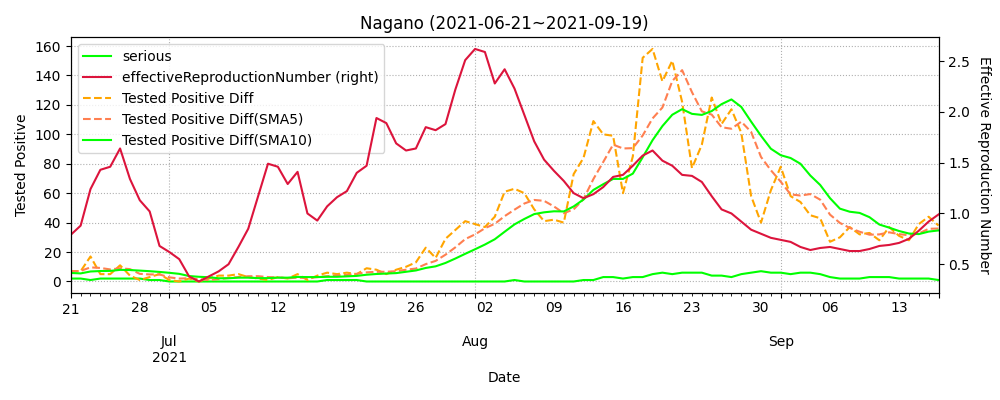 Nagano (2021-06-21~2021-09-19)
serious
effectiveReproductionNumber (right)
Tested Positive Diff
Tested Positive Diff(SMA5)
Tested Positive Diff(SMA10)
Tested Positive
160
140
120
100
80
60
40
20
0
2.5
2.0
1.5
1.0
0.5
Effective Reproduction Number
21 28 05 12 19 26 02 09 16 23 30 06 13
Jul Aug Sep
2021
Date